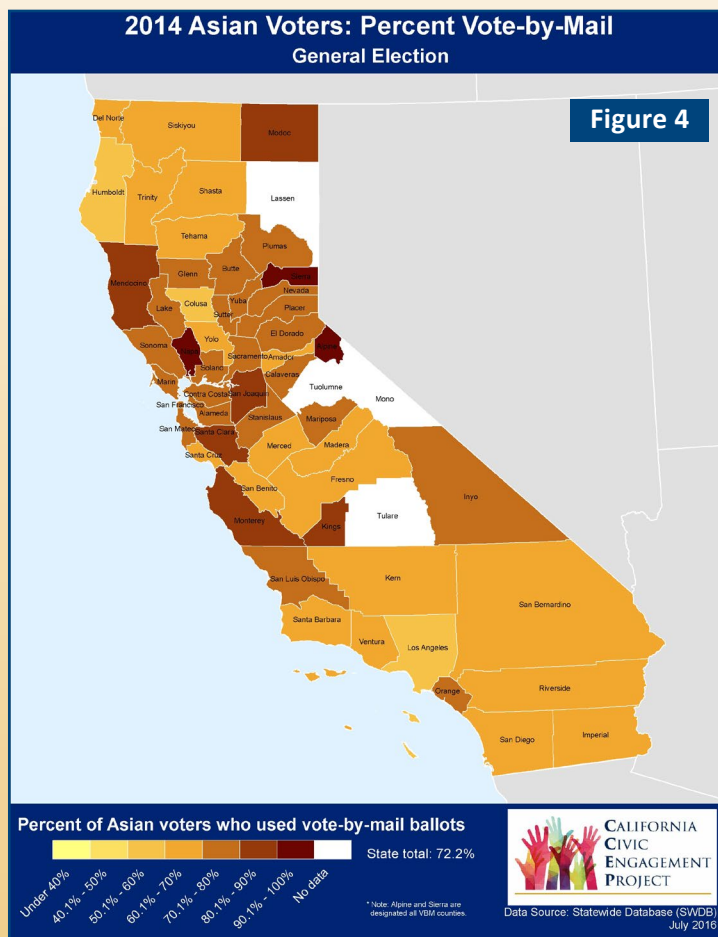 2014 Asian Voters: Percent Vote-by-Mail
General Election
Figure 4
Del Norte
Siskiyou
Modoc
Humboldt
Trinity
Shasta
Lassen
Tehama
Plumas
Mendocino
Glenn
Butte
Sierra
Nevada
Lake
Colusa
Yuba
Sutter
Placer
El Dorado
Sonoma
Napa
Yolo
Sacramento
Amador
Alpine
Solano
Calaveras
Marin
Contra Costa
San Joaquin
Tuolumne
Mono
San Francisco
Alameda
Stanislaus
Mariposa
San Mateo
Santa Clara
Merced
Madera
Santa Cruz
San Benito
Fresno
Inyo
Monterey
Kings
Tulare
San Luis Obispo
Kern
San Bernardino
Santa Barbara
Ventura
Los Angeles
Orange
Riverside
San Diego
Imperial
Percent of Asian voters who used vote-by-mail ballots
State total: 72.2%
Under 40%
40.1% - 50%
50.1% - 60%
60.1% - 70%
70.1% - 80%
80.1% - 90%
90.1% - 100%
No data
* Note: Alpine and Sierra are
designated all VBM counties.
CALIFORNIA
CIVIC
ENGAGEMENT
PROJECT
Data Source: Statewide Database (SWDB)
July 2016